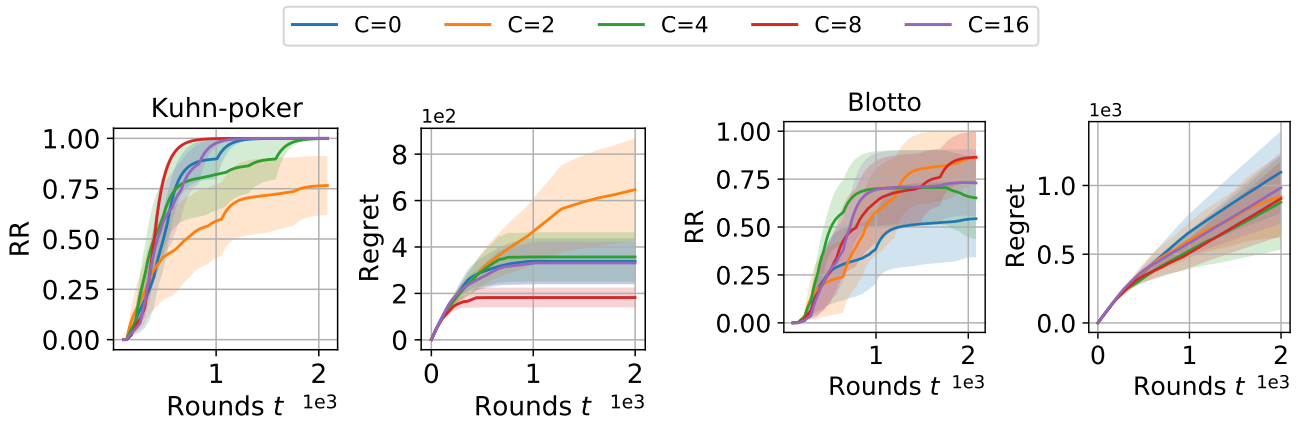 C=0 C=2 C=4 C=8 C=16
Kuhn-poker
1.00
0.75
0.50
0.25
0.00
RR
1 2
Rounds t 1e3
1e2
8
6
4
2
0
Regret
0 1 2
Rounds t 1e3
Blotto
1.00
0.75
0.50
0.25
0.00
RR
1 2
Rounds t 1e3
1e3
1.0
0.5
0.0
Regret
0 1 2
Rounds t 1e3